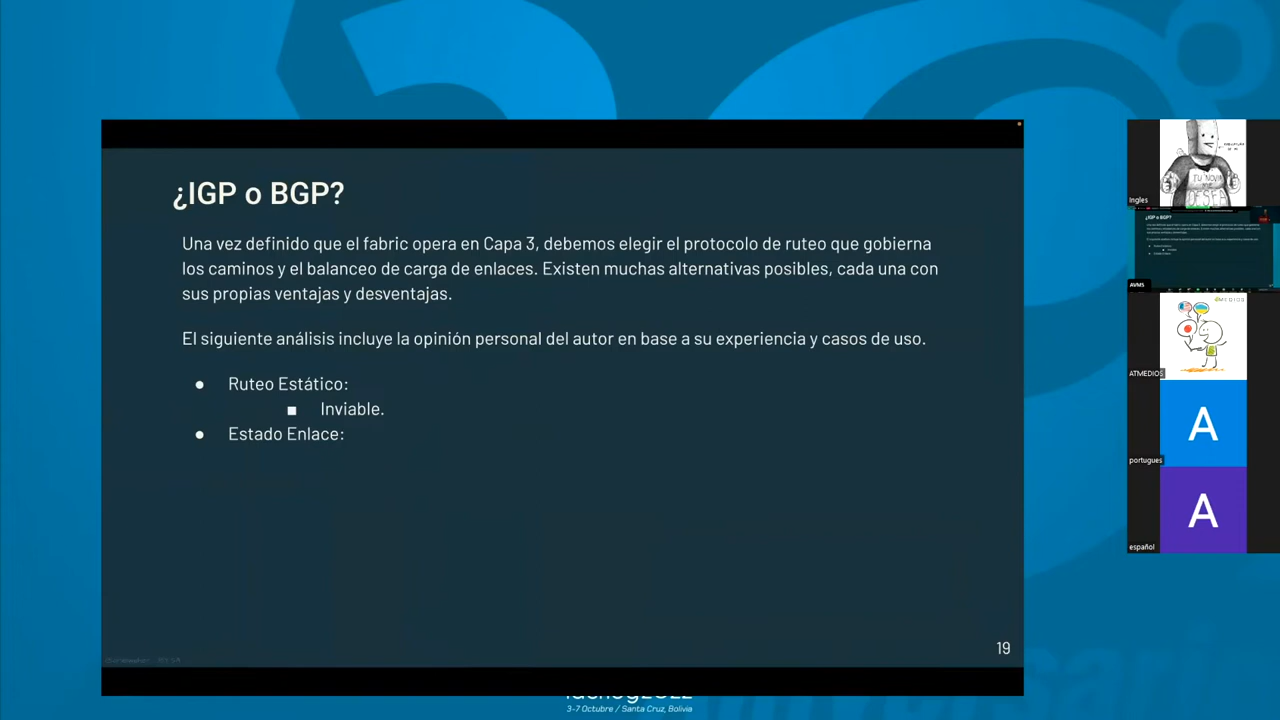 ¿IGP o BGP?
Una vez definido que el fabric opera en Capa 3, debemos elegir el protocolo de ruteo que gobierna
los caminos y el balanceo de carga de enlaces. Existen muchas alternativas posibles, cada una con
sus propias ventajas y desventajas.
El siguiente análisis incluye la opinión personal del autor en base a su experiencia y casos de uso.
● Ruteo Estático:
■ Inviable.
● Estado Enlace:
19
3-7 Octubre / Santa Cruz, Bolivia
Ingles
¿IGP o BGP?
AVMS
ATMEDIOS
A
portugues
A
español